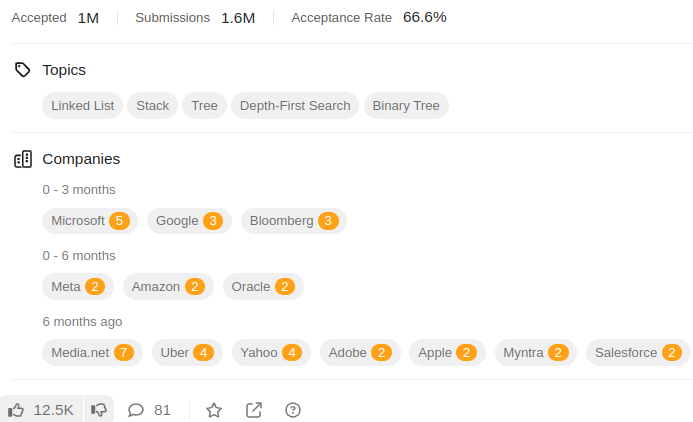 Accepted 1M Submissions 1.6M Acceptance Rate 66.6%
Topics
Linked List Stack Tree Depth-First Search Binary Tree
Companies
0 - 3 months
Microsoft 5 Google 3 Bloomberg 3
0 - 6 months
Meta 2 Amazon 2 Oracle 2
6 months ago
Media.net 7 Uber 4 Yahoo 4 Adobe 2 Apple 2 Myntra 2 Salesforce 2
12.5K 81